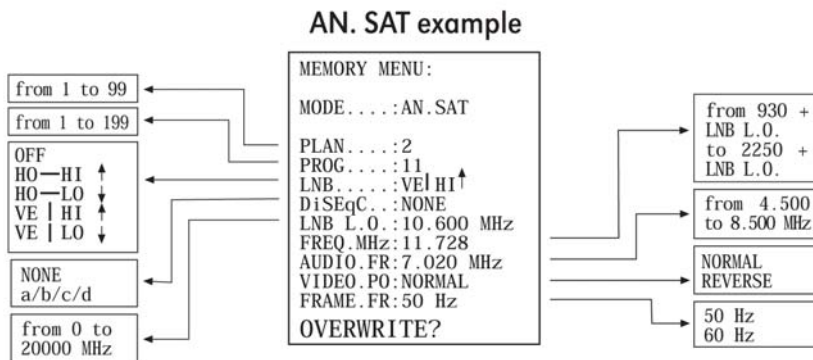 AN. SAT example
from 1 to 99
from 1 to 199
OFF
HO—HI ↑
HO—LO ↓
VE | HI ↑
VE | LO ↓
NONE
a/b/c/d
from 0 to
20000 MHz
MEMORY MENU:
MODE....:AN.SAT
PLAN....:2
PROG....:11
LNB.....:VE|HI↑
DiSEqC..:NONE
LNB L.O.:10.600 MHz
FREQ.MHz:11.728
AUDIO.FR:7.020 MHz
VIDEO.PO:NORMAL
FRAME.FR:50 Hz
OVERWRITE?
from 930 +
LNB L.O.
to 2250 +
LNB L.O.
from 4.500
to 8.500 MHz
NORMAL
REVERSE
50 Hz
60 Hz